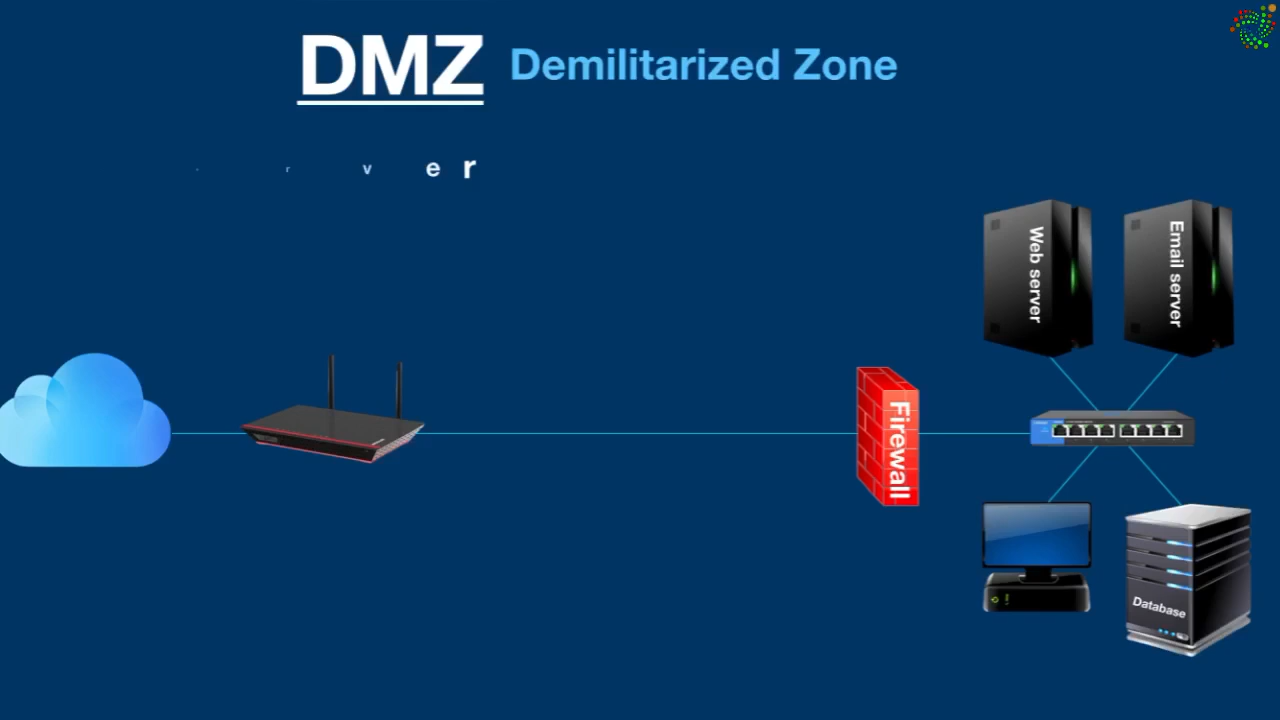 DMZ Demilitarized Zone
r v e r
Web server
Email server
Firewall
Database